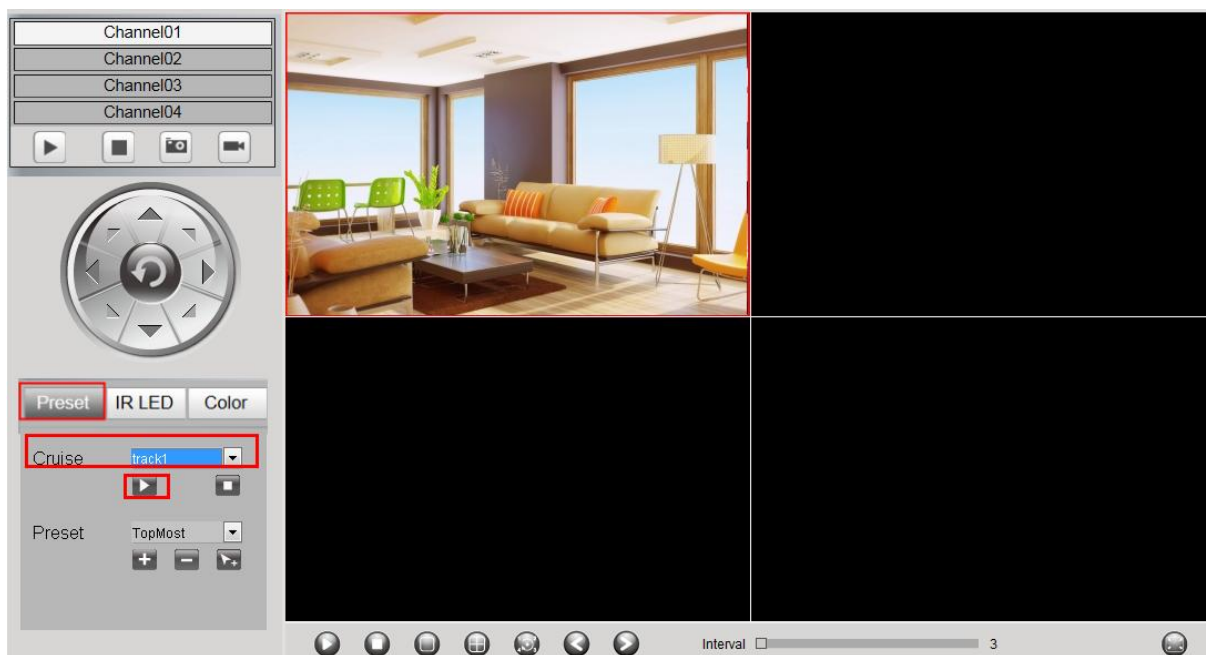 Channel01
Channel02
Channel03
Channel04
Preset IR LED Color
Cruise track1
Preset TopMost
Interval 3